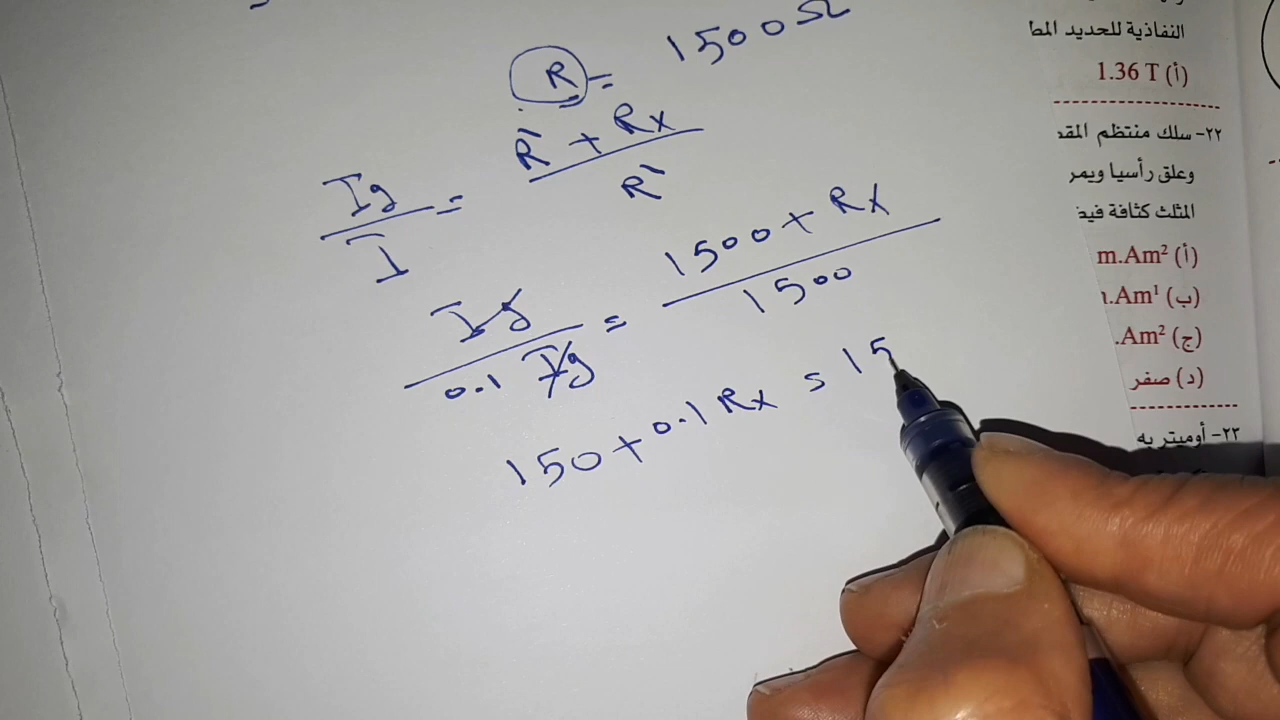 R = 1500 Ω
Ig/I = (R' + Rx)/R'
Ig/(0.1 Ig) = (1500 + Rx)/1500
150 + 0.1 Rx = 15
النفاذية للحديد المط
(أ) 1.36 T
٢٢- سلك منتظم المقد
وعلق رأسيا ويمر
المثلث كثافة فيض
(أ) m.Am²
(ب) .Am¹
(ج) .Am²
(د) صفر
٢٣- أوميتر به